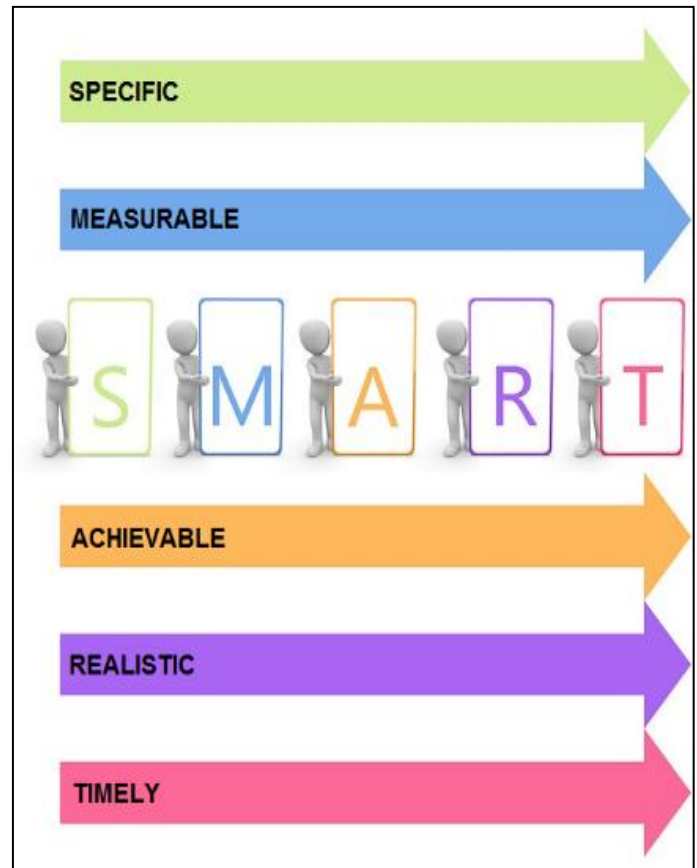 SPECIFIC
MEASURABLE
S M A R T
ACHIEVABLE
REALISTIC
TIMELY